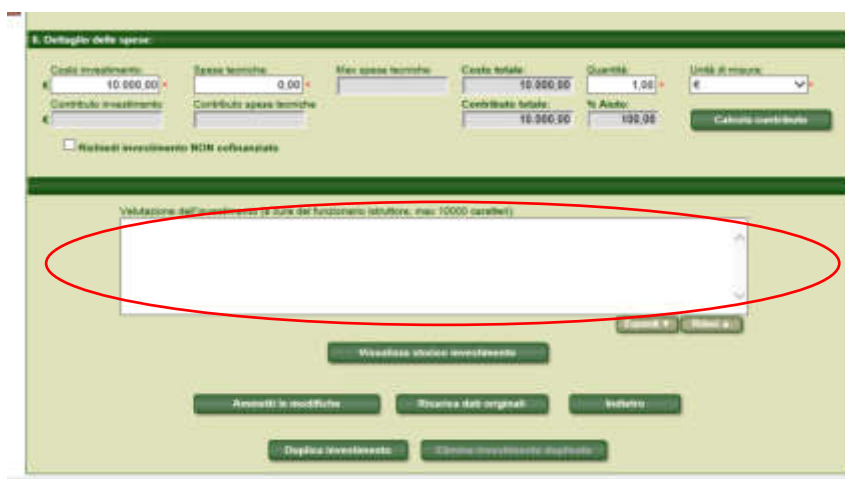 6. Dettaglio delle spese:
Costo investimento: Spese tecniche: Max spese tecniche Costo totale: Quantità: Unità di misura:
€ 10.000,00 * 0,00 * 10.000,00 1,00 * € *
Contributo investimento: Contributo spese tecniche Contributo totale: % Aiuto:
€ 10.000,00 100,00 Calcola contributo
Richiedi investimento NON cofinanziato
Valutazione dell'investimento (a cura del funzionario istruttore, max 10000 caratteri)
Visualizza storico investimento
Ammetti le modifiche Ricarica dati originali Indietro
Duplica investimento Elimina investimento duplicato